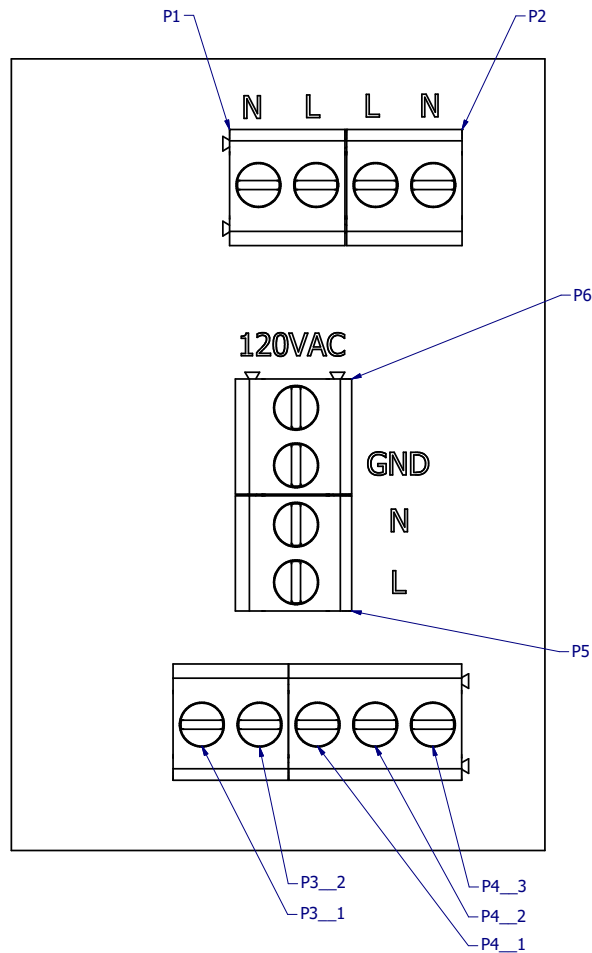 P1
P2
N L L N
P6
120VAC
GND
N
L
P5
P3__2
P4__3
P3__1
P4__2
P4__1